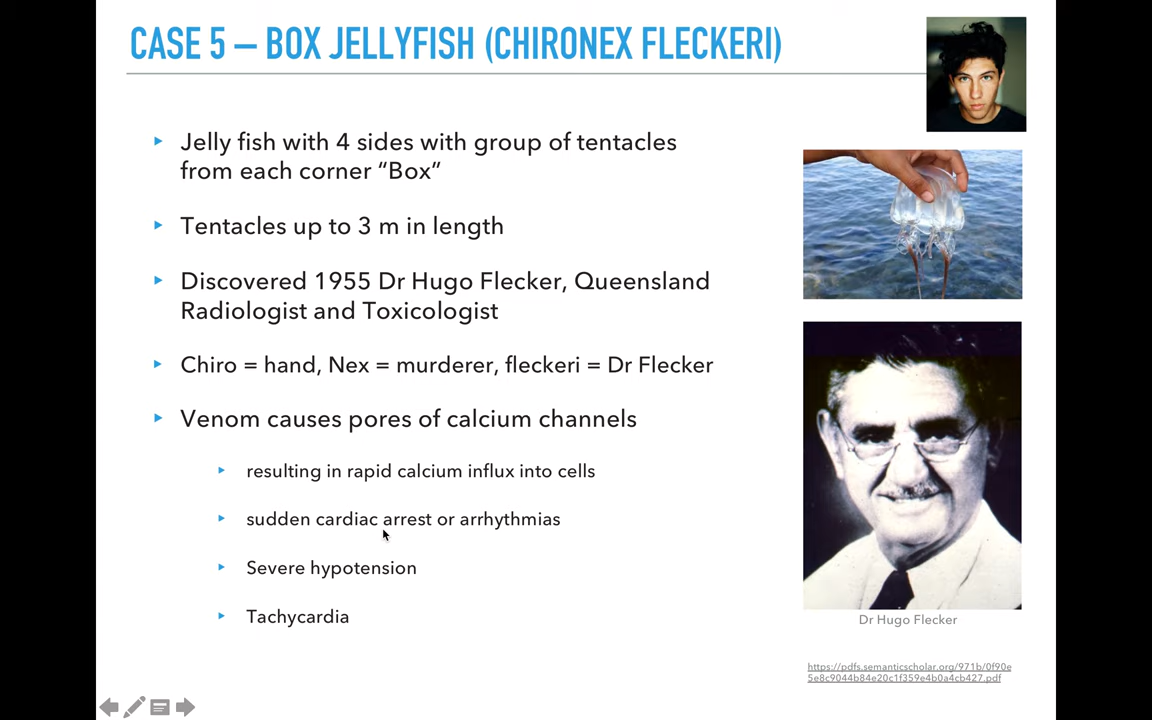 CASE 5 – BOX JELLYFISH (CHIRONEX FLECKERI)
Jelly fish with 4 sides with group of tentacles
from each corner “Box”
Tentacles up to 3 m in length
Discovered 1955 Dr Hugo Flecker, Queensland
Radiologist and Toxicologist
Chiro = hand, Nex = murderer, fleckeri = Dr Flecker
Venom causes pores of calcium channels
resulting in rapid calcium influx into cells
sudden cardiac arrest or arrhythmias
Severe hypotension
Tachycardia
Dr Hugo Flecker
https://pdfs.semanticscholar.org/971b/0f90e
5e8c9044b84e20c1f359e4b0a4cb427.pdf